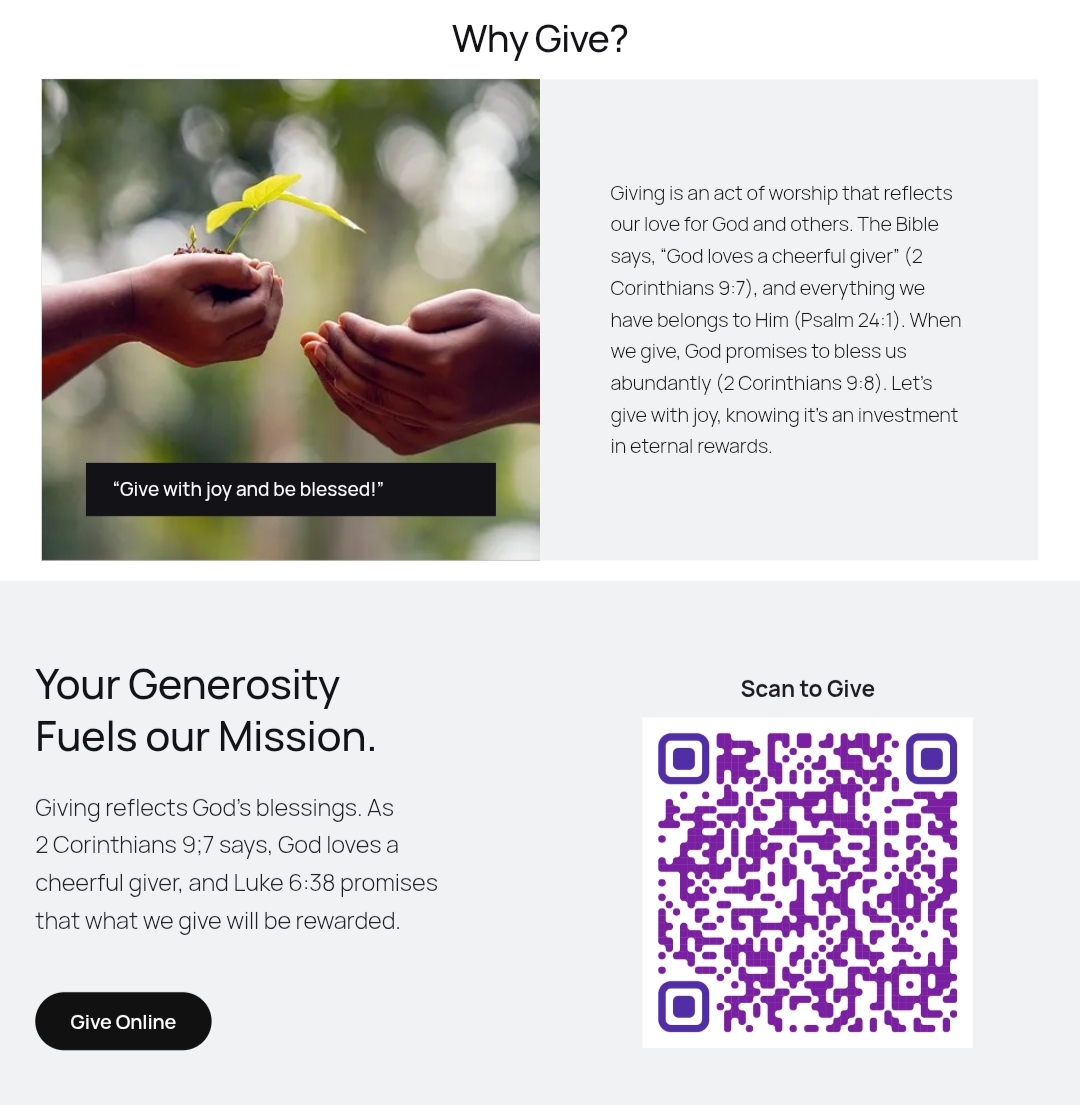 Why Give?
Giving is an act of worship that reflects
our love for God and others. The Bible
says, “God loves a cheerful giver” (2
Corinthians 9:7), and everything we
have belongs to Him (Psalm 24:1). When
we give, God promises to bless us
abundantly (2 Corinthians 9:8). Let’s
give with joy, knowing it’s an investment
in eternal rewards.
“Give with joy and be blessed!”
Your Generosity
Fuels our Mission.
Giving reflects God’s blessings. As
2 Corinthians 9;7 says, God loves a
cheerful giver, and Luke 6:38 promises
that what we give will be rewarded.
Give Online
Scan to Give